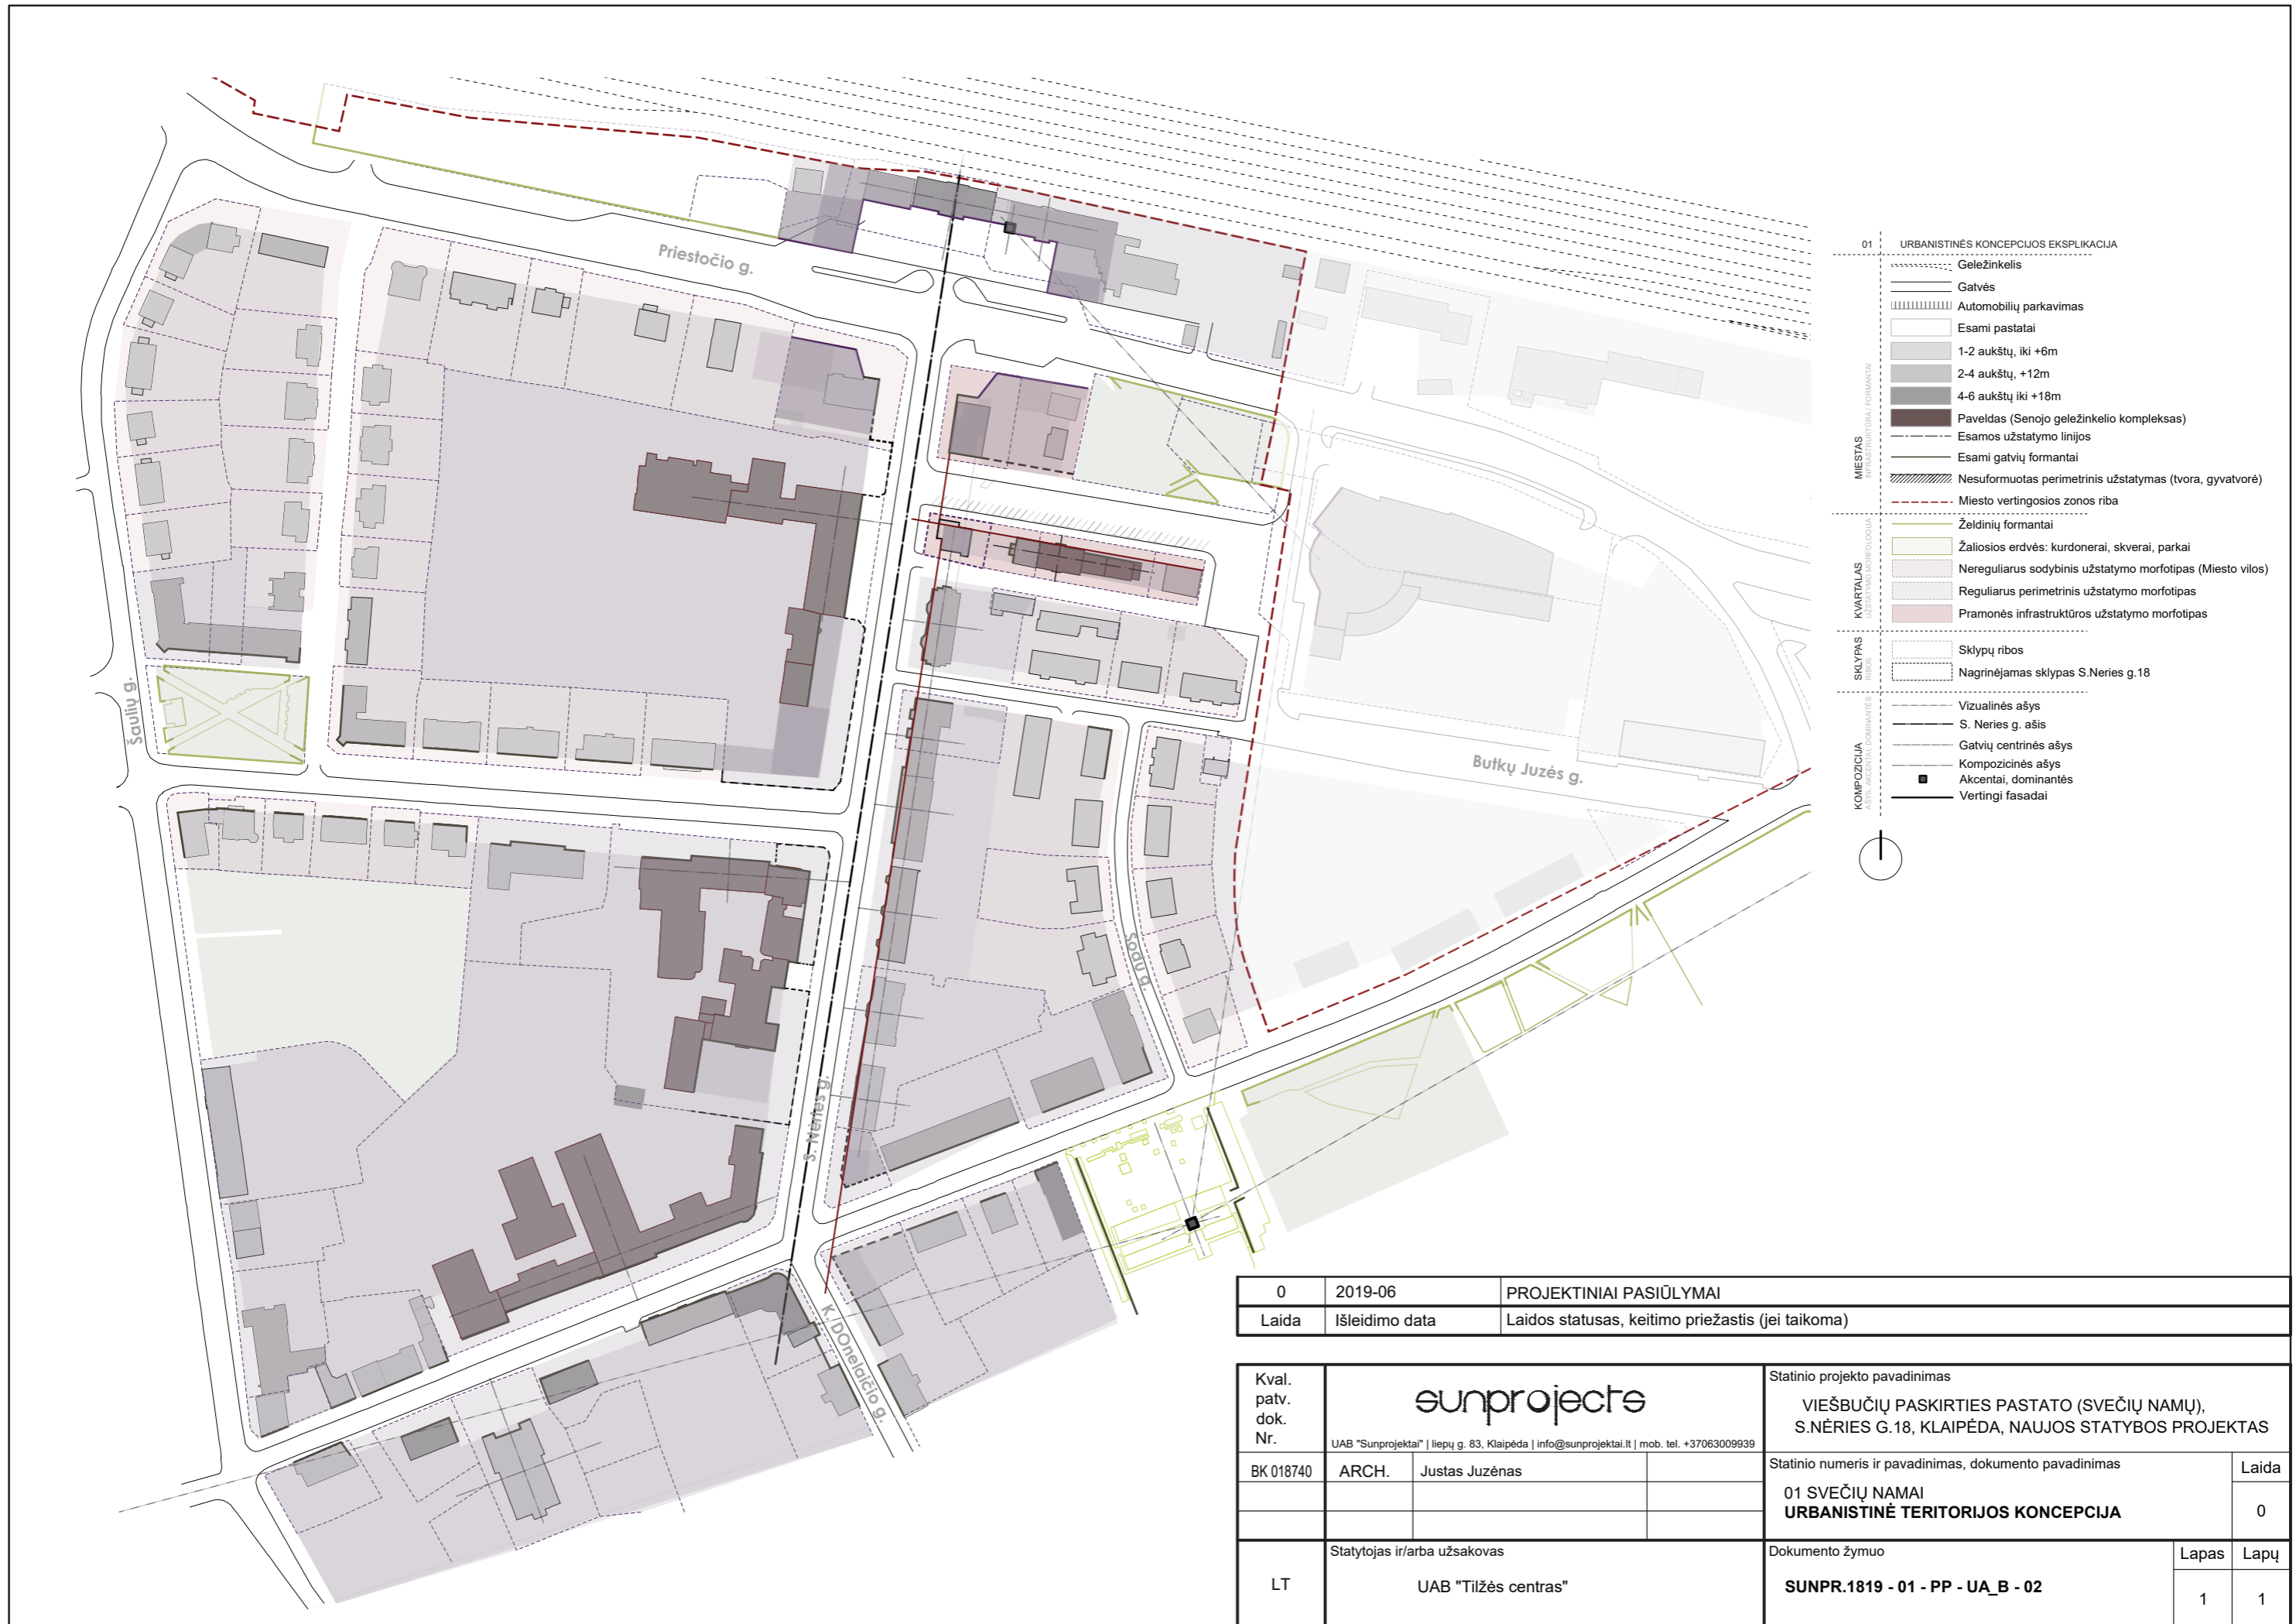 Priestočio g.
Šaulių g.
Butkų Juzės g.
Sodų g.
S. Nėries g.
K. DOnelaičio g.
01 URBANISTINĖS KONCEPCIJOS EKSPLIKACIJA
MIESTAS
INFRASTRUKTŪRA / FORMANTAI
Geležinkelis
Gatvės
Automobilių parkavimas
Esami pastatai
1-2 aukštų, iki +6m
2-4 aukštų, +12m
4-6 aukštų iki +18m
Paveldas (Senojo geležinkelio kompleksas)
Esamos užstatymo linijos
Esami gatvių formantai
Nesuformuotas perimetrinis užstatymas (tvora, gyvatvorė)
Miesto vertingosios zonos riba
KVARTALAS
UŽSTATYMO MORFOLOGIJA
Želdinių formantai
Žaliosios erdvės: kurdonerai, skverai, parkai
Nereguliarus sodybinis užstatymo morfotipas (Miesto vilos)
Reguliarus perimetrinis užstatymo morfotipas
Pramonės infrastruktūros užstatymo morfotipas
SKLYPAS
RIBOS
Sklypų ribos
Nagrinėjamas sklypas S.Neries g.18
KOMPOZICIJA
AŠYS, AKCENTAI, DOMINANTĖS
Vizualinės ašys
S. Neries g. ašis
Gatvių centrinės ašys
Kompozicinės ašys
Akcentai, dominantės
Vertingi fasadai
0 2019-06 PROJEKTINIAI PASIŪLYMAI
Laida Išleidimo data Laidos statusas, keitimo priežastis (jei taikoma)
Kval.
patv.
dok.
Nr.
sunprojects
UAB "Sunprojektai" | liepų g. 83, Klaipėda | info@sunprojektai.lt | mob. tel. +37063009939
Statinio projekto pavadinimas
VIEŠBUČIŲ PASKIRTIES PASTATO (SVEČIŲ NAMŲ),
S.NĖRIES G.18, KLAIPĖDA, NAUJOS STATYBOS PROJEKTAS
BK 018740 ARCH. Justas Juzėnas
Statinio numeris ir pavadinimas, dokumento pavadinimas Laida
01 SVEČIŲ NAMAI
URBANISTINĖ TERITORIJOS KONCEPCIJA 0
LT Statytojas ir/arba užsakovas
UAB "Tilžės centras"
Dokumento žymuo Lapas Lapų
SUNPR.1819 - 01 - PP - UA_B - 02 1 1